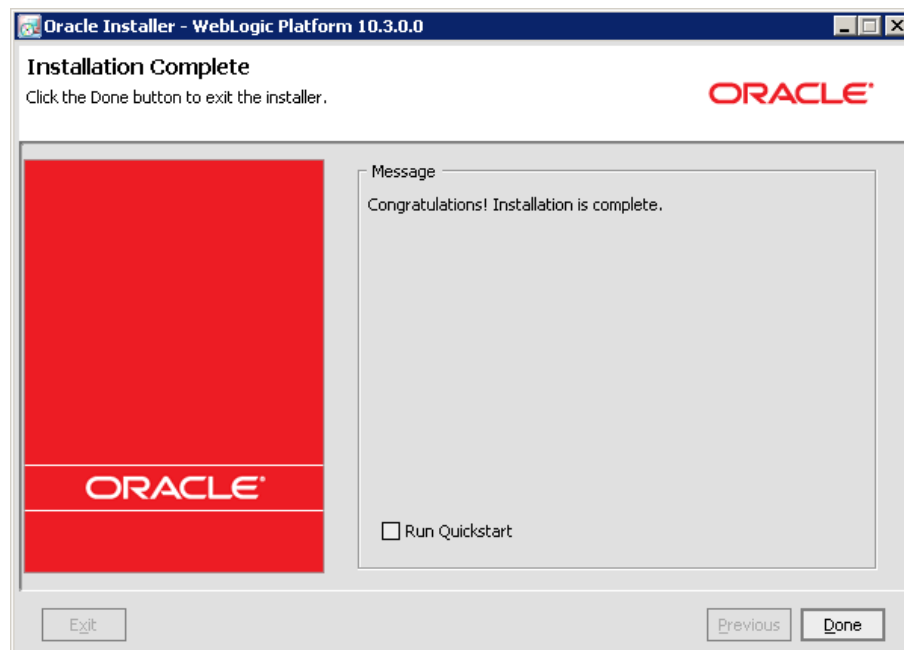 Oracle Installer - WebLogic Platform 10.3.0.0
Installation Complete
Click the Done button to exit the installer.
ORACLE
Message
Congratulations! Installation is complete.
ORACLE
Run Quickstart
Exit
Previous
Done